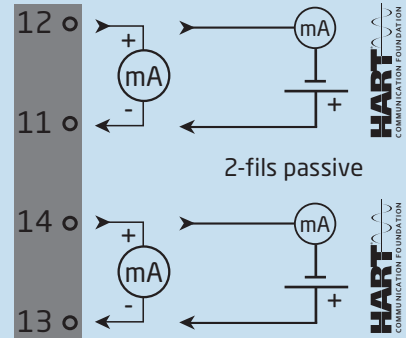 12
+
mA
-
11
mA
+
HART
COMMUNICATION FOUNDATION
2-fils passive
14
+
mA
-
13
mA
+
HART
COMMUNICATION FOUNDATION